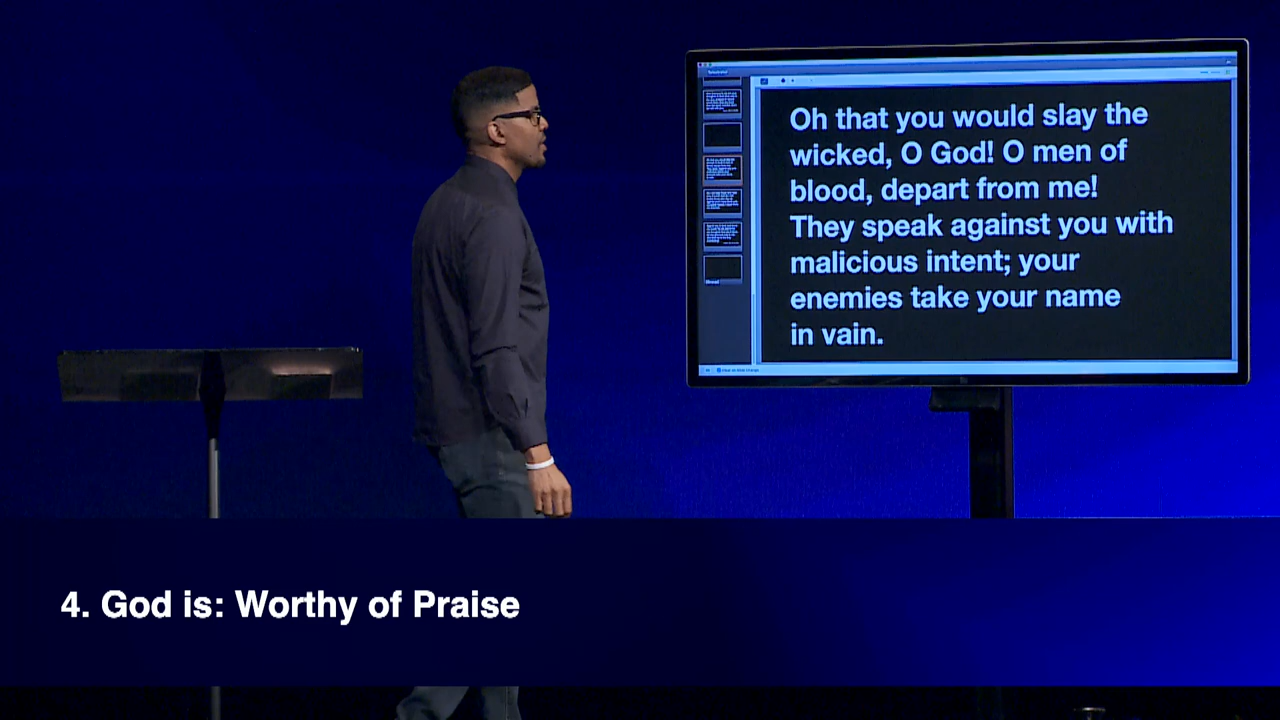 Oh that you would slay the
wicked, O God! O men of
blood, depart from me!
They speak against you with
malicious intent; your
enemies take your name
in vain.
4. God is: Worthy of Praise